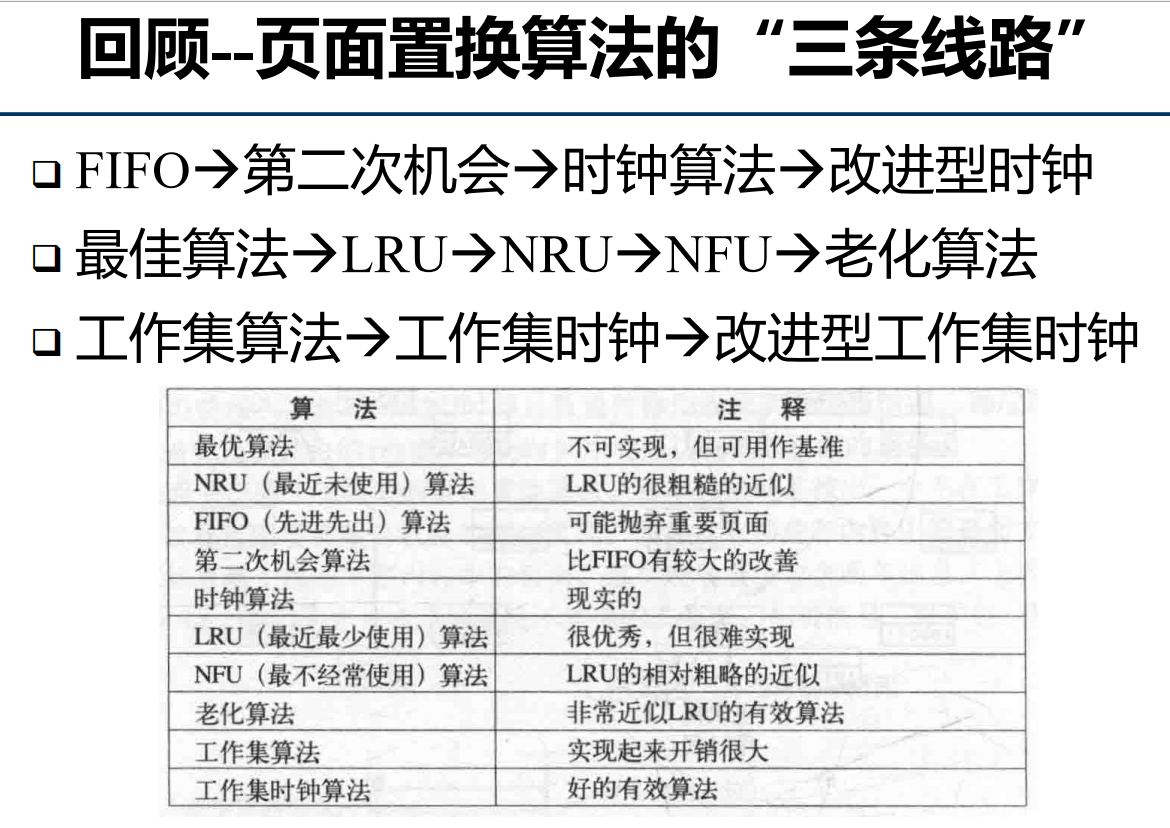 回顾--页面置换算法的“三条线路”
FIFO→第二次机会→时钟算法→改进型时钟
最佳算法→LRU→NRU→NFU→老化算法
工作集算法→工作集时钟→改进型工作集时钟
算 法 注 释
最优算法 不可实现，但可用作基准
NRU（最近未使用）算法 LRU的很粗糙的近似
FIFO（先进先出）算法 可能抛弃重要页面
第二次机会算法 比FIFO有较大的改善
时钟算法 现实的
LRU（最近最少使用）算法 很优秀，但很难实现
NFU（最不经常使用）算法 LRU的相对粗略的近似
老化算法 非常近似LRU的有效算法
工作集算法 实现起来开销很大
工作集时钟算法 好的有效算法